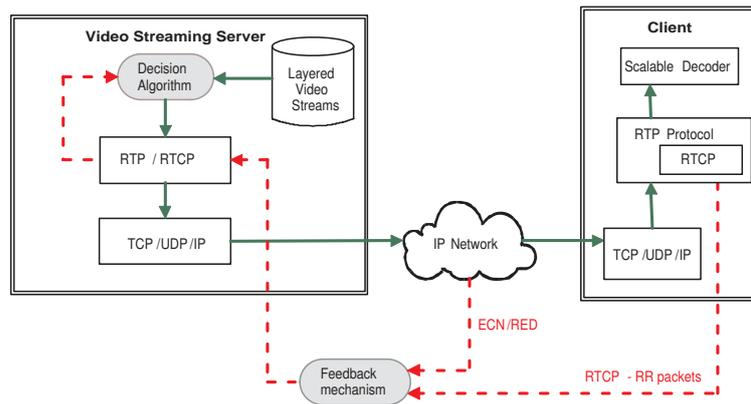 Video Streaming Server
Decision
Algorithm
Layered
Video
Streams
RTP / RTCP
TCP /UDP /IP
IP Network
Client
Scalable Decoder
RTP Protocol
RTCP
TCP /UDP /IP
ECN /RED
Feedback
mechanism
RTCP - RR packets